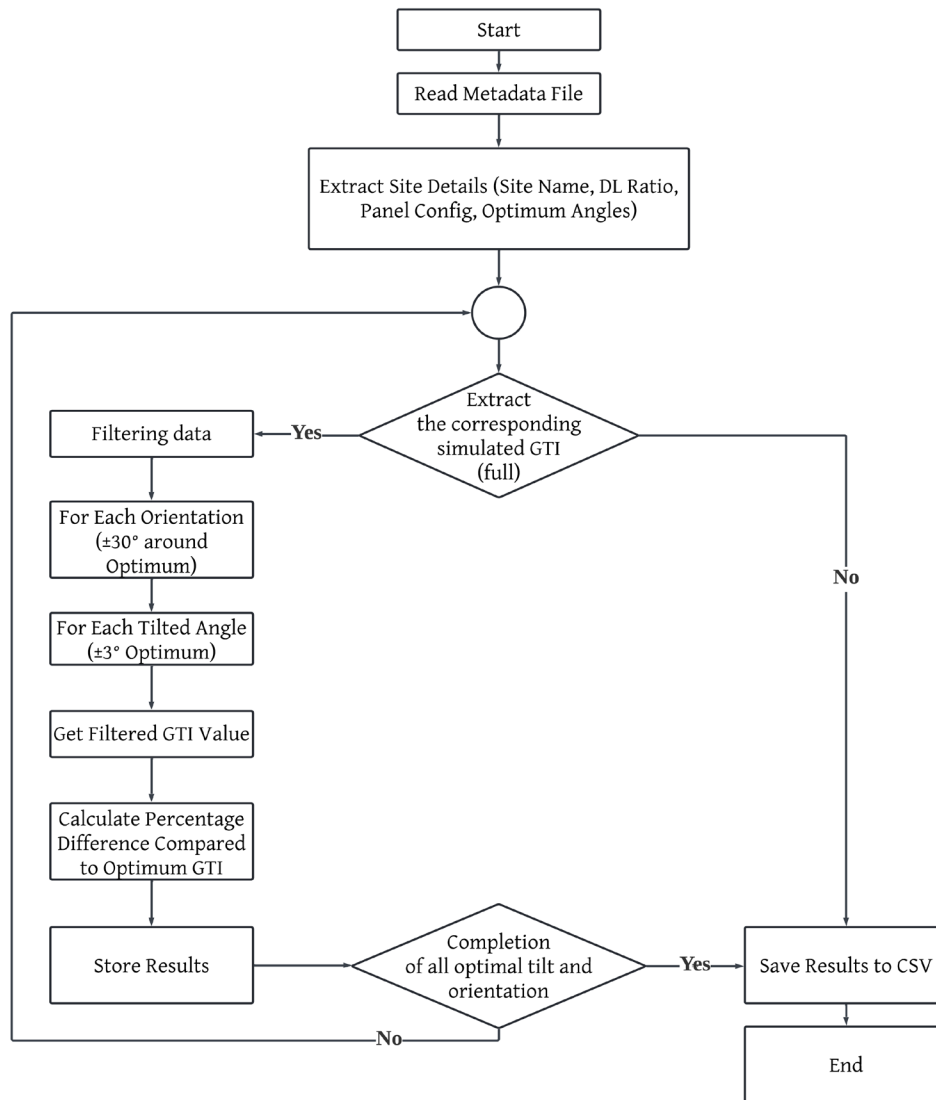 Start
Read Metadata File
Extract Site Details (Site Name, DL Ratio,
Panel Config, Optimum Angles)
Extract
the corresponding
simulated GTI
(full)
Yes
No
Filtering data
For Each Orientation
(±30° around
Optimum)
For Each Tilted Angle
(±3° Optimum)
Get Filtered GTI Value
Calculate Percentage
Difference Compared
to Optimum GTI
Store Results
Completion
of all optimal tilt and
orientation
Yes
No
Save Results to CSV
End